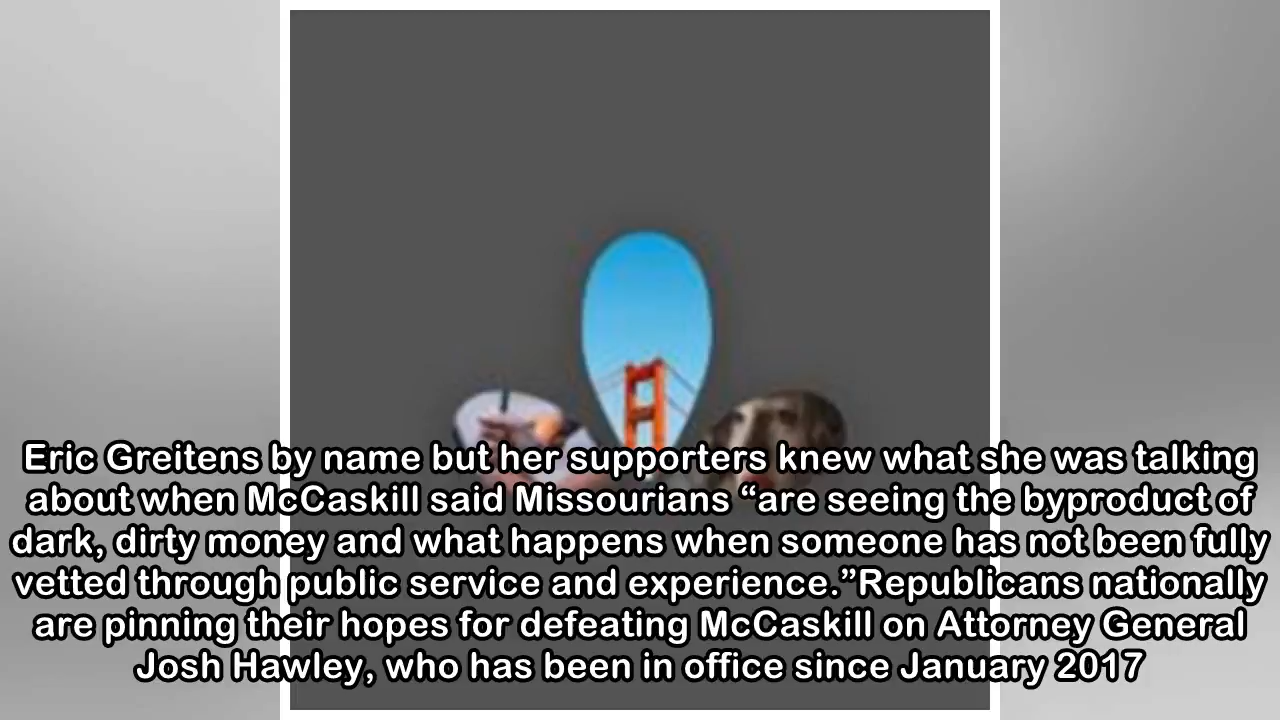 Eric Greitens by name but her supporters knew what she was talking
about when McCaskill said Missourians “are seeing the byproduct of
dark, dirty money and what happens when someone has not been fully
vetted through public service and experience.”Republicans nationally
are pinning their hopes for defeating McCaskill on Attorney General
Josh Hawley, who has been in office since January 2017